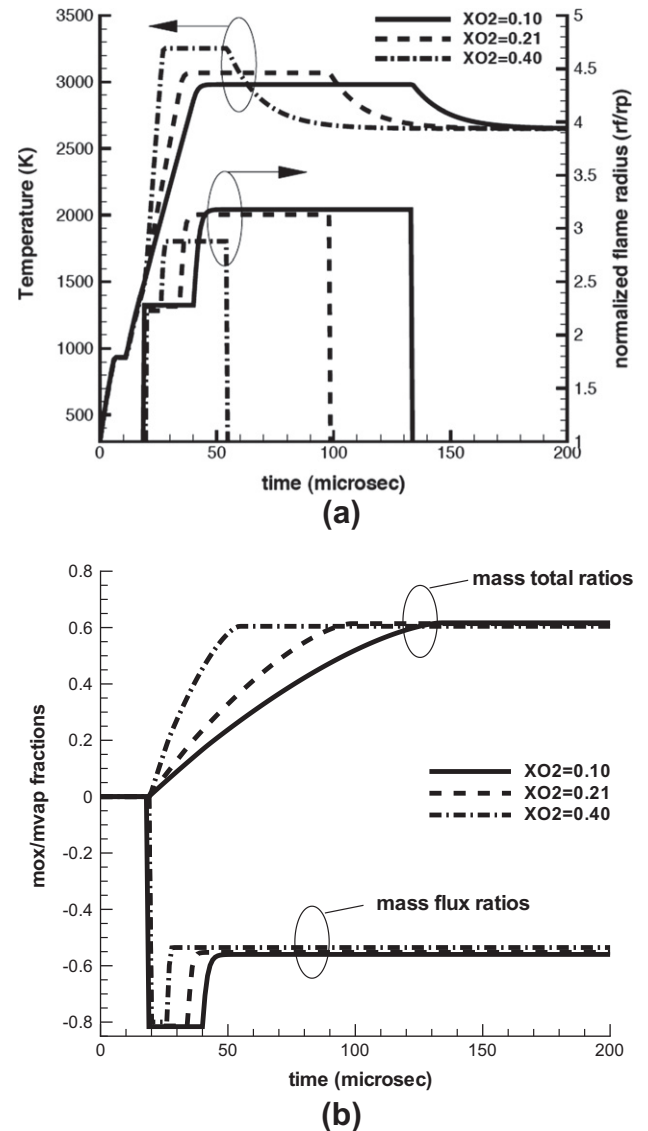 3500
3000
2500
2000
1500
1000
500
Temperature (K)
5
4.5
4
3.5
3
2.5
2
1.5
1
normalized flame radius (rf/rp)
XO2=0.10
XO2=0.21
XO2=0.40
0
50
100
150
200
time (microsec)
(a)
0.8
0.6
0.4
0.2
0
-0.2
-0.4
-0.6
-0.8
mox/mvap fractions
mass total ratios
XO2=0.10
XO2=0.21
XO2=0.40
mass flux ratios
0
50
100
150
200
time (microsec)
(b)